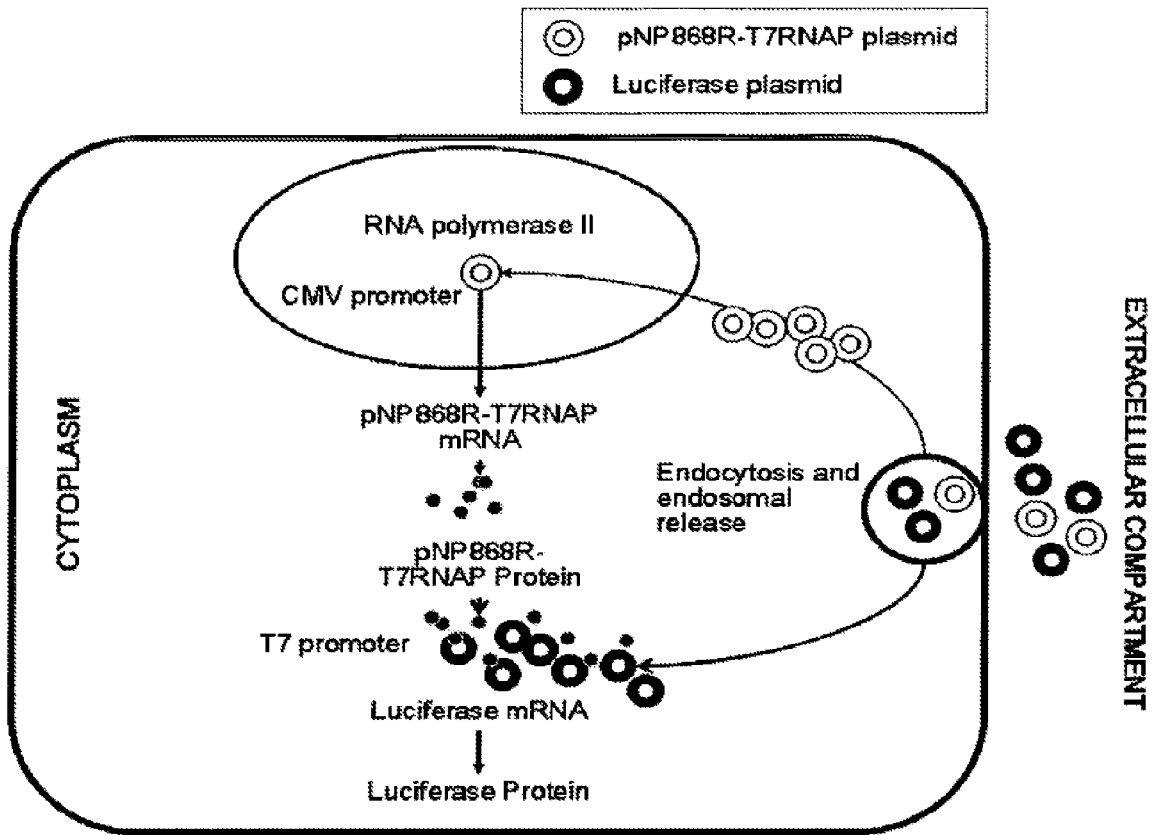 pNP868R-T7RNAP plasmid
Luciferase plasmid
RNA polymerase II
CMV promoter
pNP868R-T7RNAP
mRNA
Endocytosis and
endosomal
release
pNP868R-
T7RNAP Protein
T7 promoter
Luciferase mRNA
Luciferase Protein
CYTOPLASM
EXTRACELLULAR COMPARTMENT